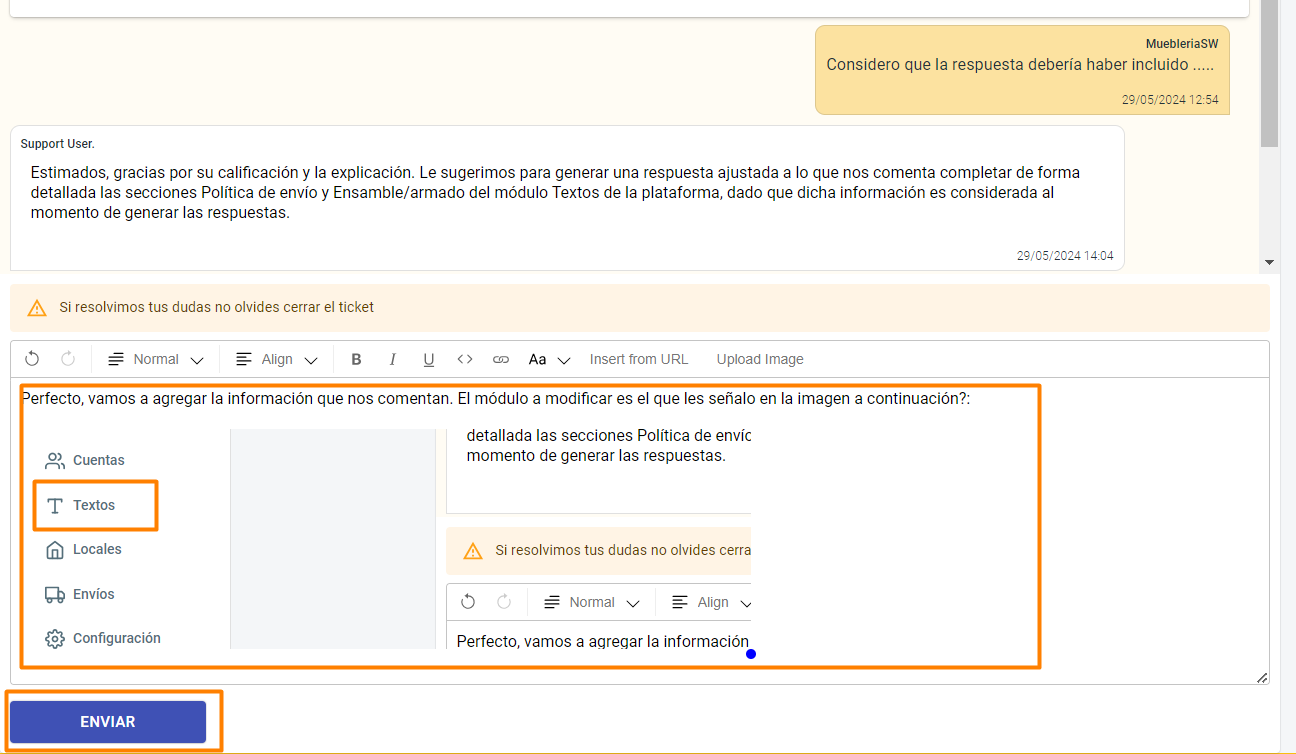 MuebleriaSW
Considero que la respuesta debería haber incluido .....
29/05/2024 12:54
Support User.
Estimados, gracias por su calificación y la explicación. Le sugerimos para generar una respuesta ajustada a lo que nos comenta completar de forma
detallada las secciones Política de envío y Ensamble/armado del módulo Textos de la plataforma, dado que dicha información es considerada al
momento de generar las respuestas.
29/05/2024 14:04
Si resolvimos tus dudas no olvides cerrar el ticket
Normal Align B I U <> Aa Insert from URL Upload Image
Perfecto, vamos a agregar la información que nos comentan. El módulo a modificar es el que les señalo en la imagen a continuación?:
Cuentas
Textos
Locales
Envíos
Configuración
detallada las secciones Política de envíc
momento de generar las respuestas.
Si resolvimos tus dudas no olvides cerra
Normal Align
Perfecto, vamos a agregar la información
ENVIAR